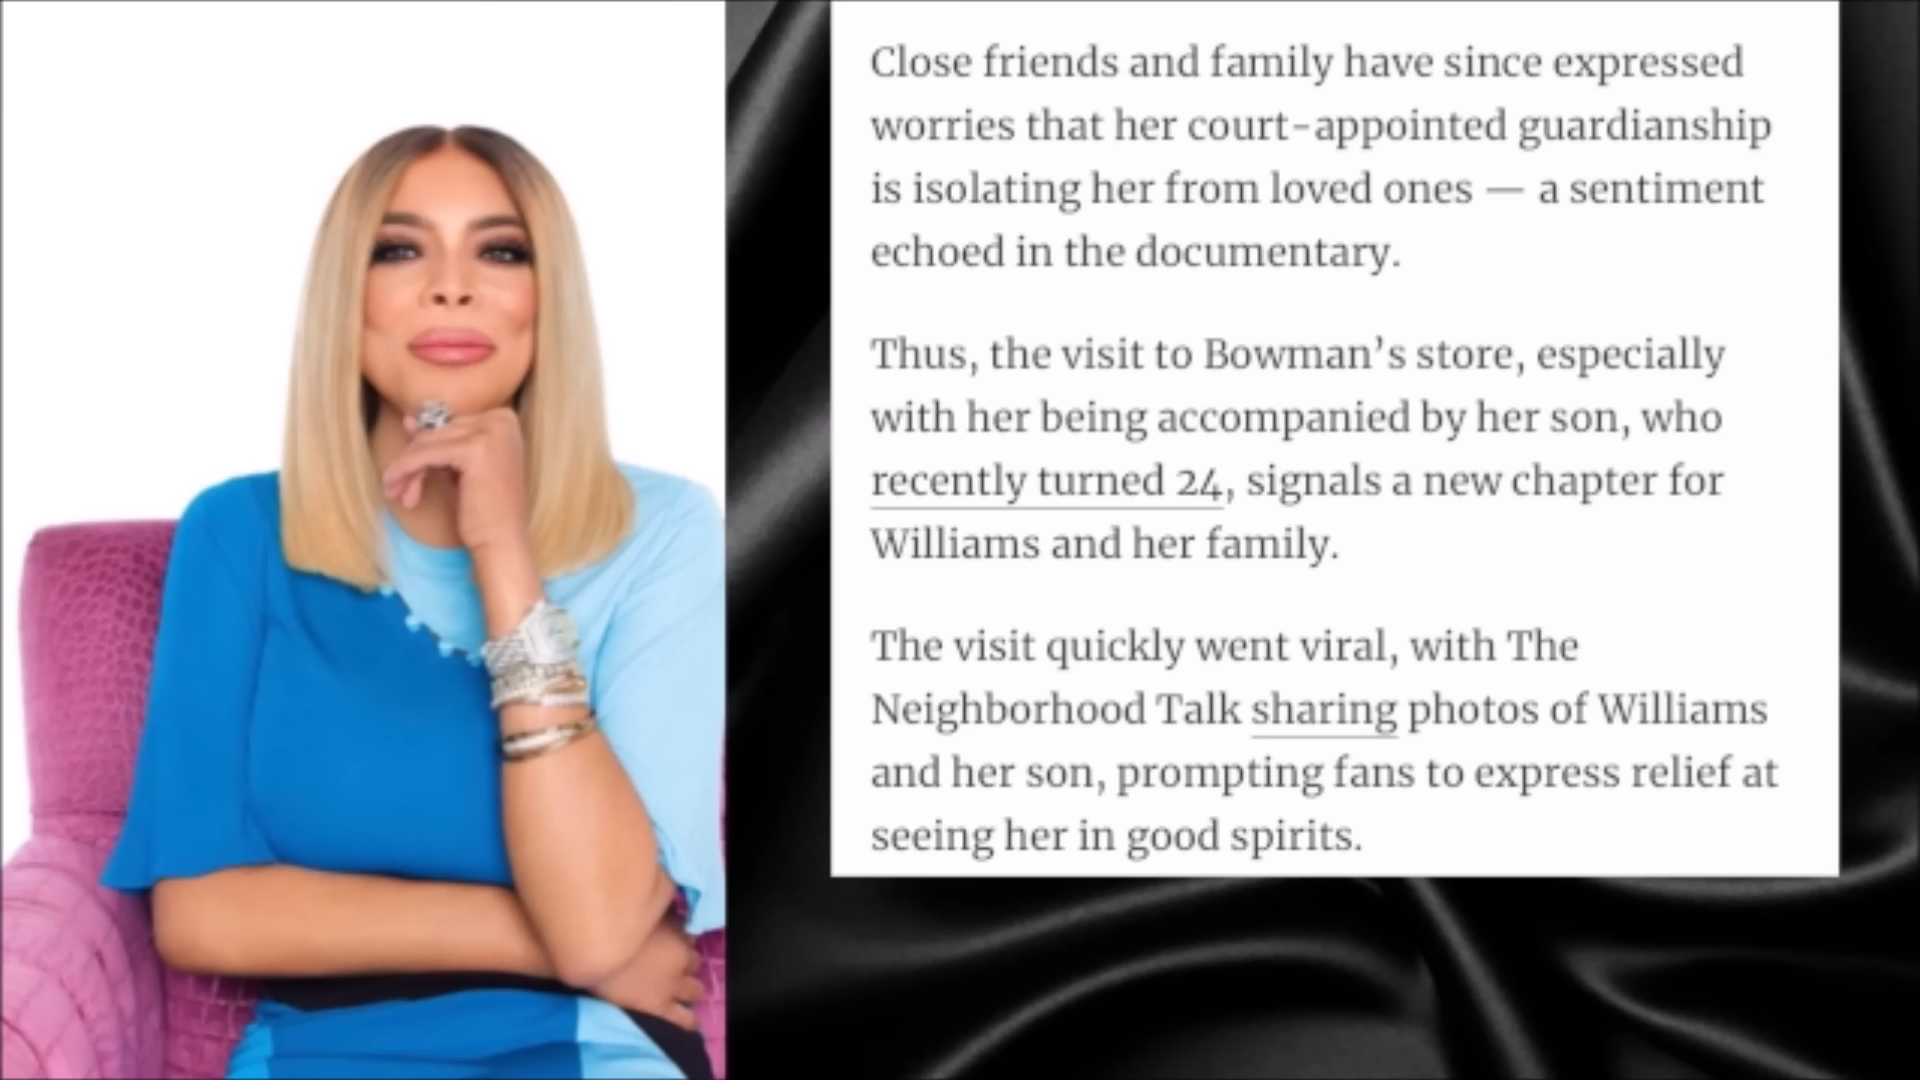 Close friends and family have since expressed
worries that her court-appointed guardianship
is isolating her from loved ones — a sentiment
echoed in the documentary.
Thus, the visit to Bowman’s store, especially
with her being accompanied by her son, who
recently turned 24, signals a new chapter for
Williams and her family.
The visit quickly went viral, with The
Neighborhood Talk sharing photos of Williams
and her son, prompting fans to express relief at
seeing her in good spirits.